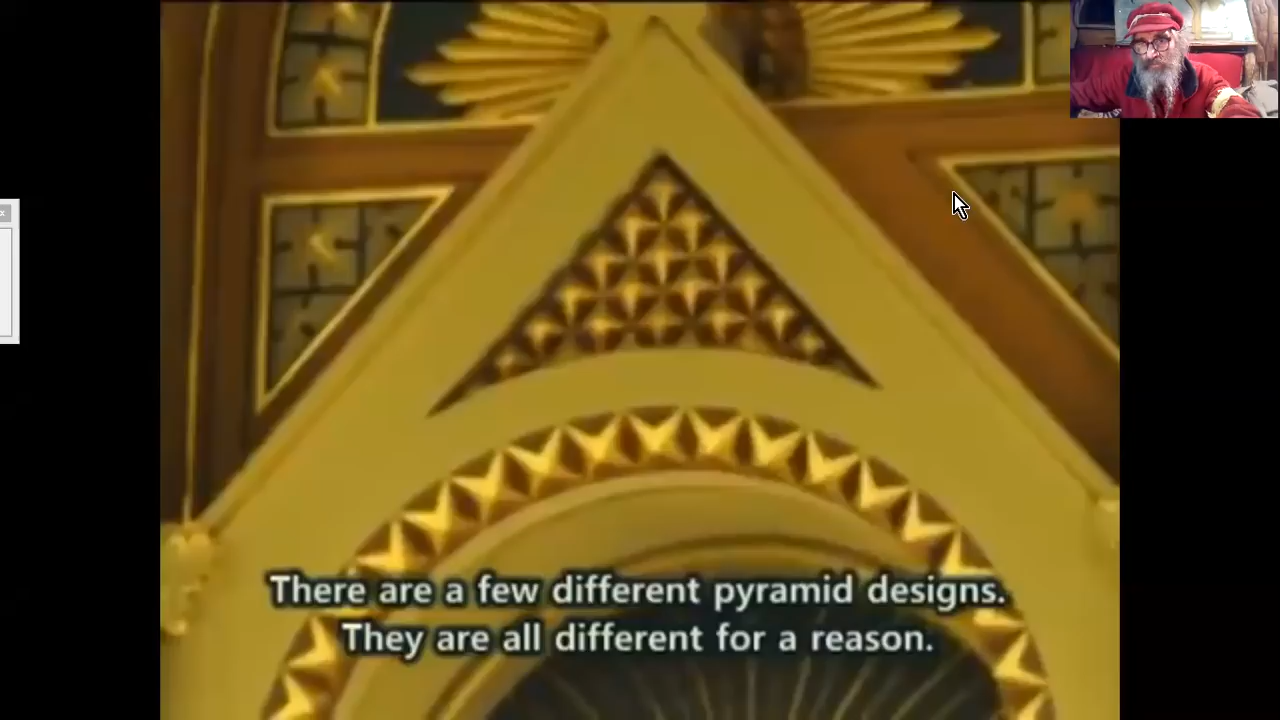 There are a few different pyramid designs.
They are all different for a reason.